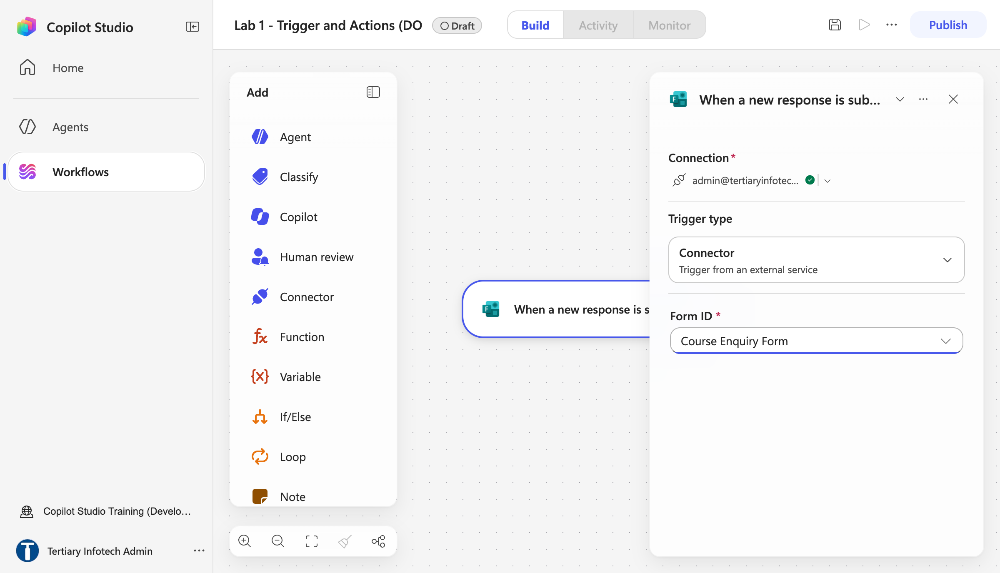 Copilot Studio
Home
Agents
Workflows
Copilot Studio Training (Develo...
Tertiary Infotech Admin
Lab 1 - Trigger and Actions (DO
Draft
Build
Activity
Monitor
Publish
Add
Agent
Classify
Copilot
Human review
Connector
Function
Variable
If/Else
Loop
Note
When a new response is s
When a new response is sub...
Connection*
admin@tertiaryinfotec...
Trigger type
Connector
Trigger from an external service
Form ID *
Course Enquiry Form